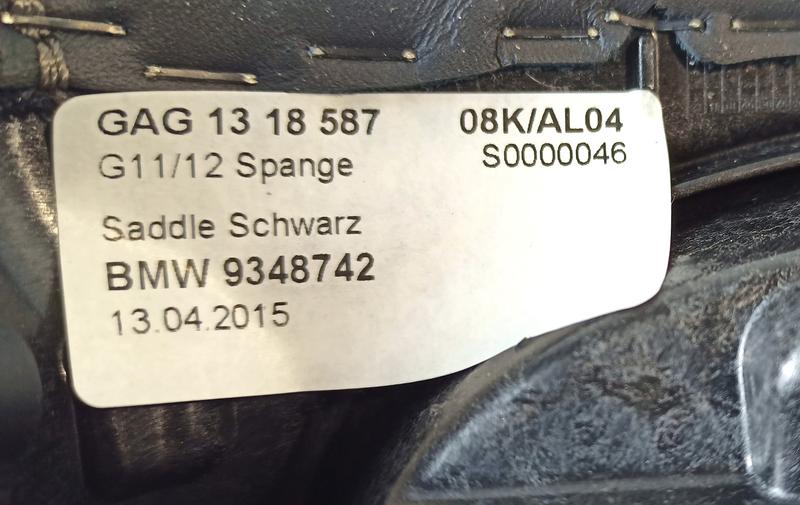 GAG 13 18 587 08K/AL04
G11/12 Spange S0000046
Saddle Schwarz
BMW 9348742
13.04.2015